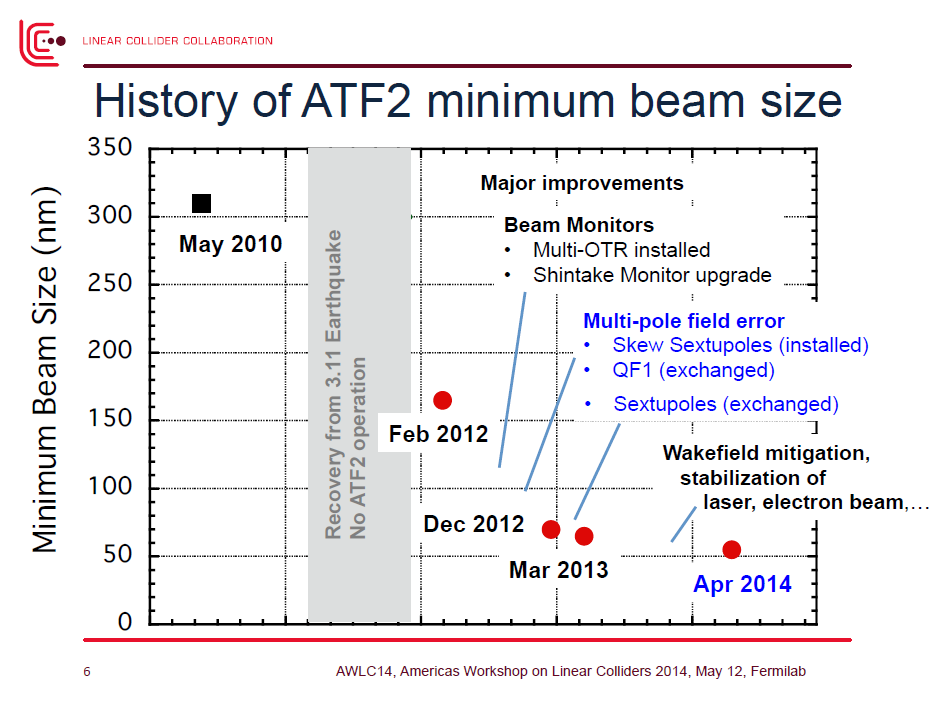 LINEAR COLLIDER COLLABORATION
History of ATF2 minimum beam size
Minimum Beam Size (nm)
350
300
250
200
150
100
50
0
May 2010
Recovery from 3.11 Earthquake
No ATF2 operation
Major improvements
Beam Monitors
• Multi-OTR installed
• Shintake Monitor upgrade
Multi-pole field error
• Skew Sextupoles (installed)
• QF1 (exchanged)
• Sextupoles (exchanged)
Feb 2012
Wakefield mitigation,
stabilization of
laser, electron beam,…
Dec 2012
Mar 2013
Apr 2014
6
AWLC14, Americas Workshop on Linear Colliders 2014, May 12, Fermilab